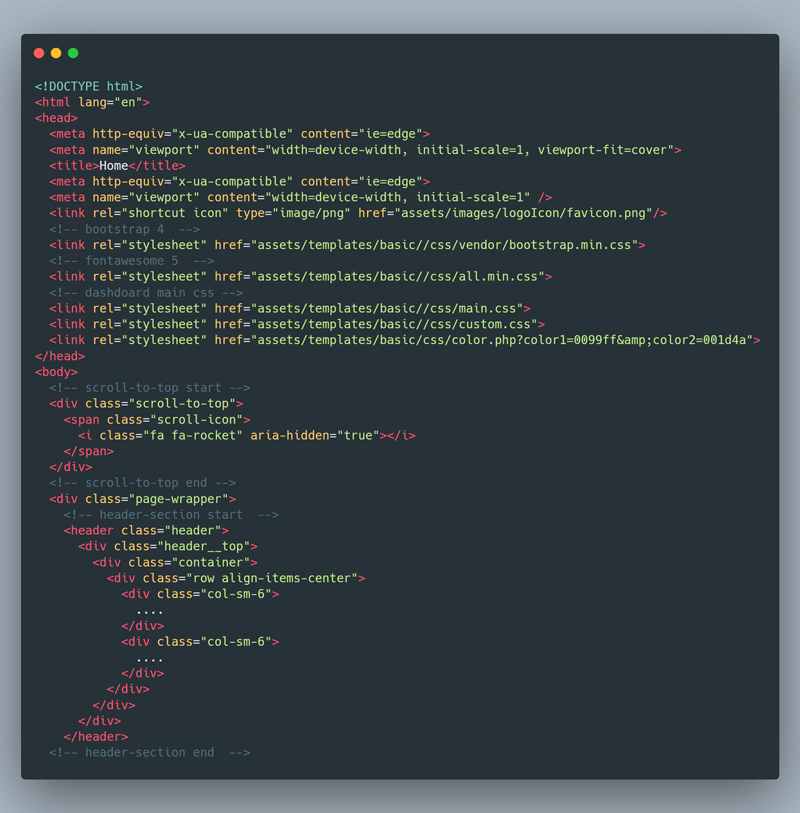 <!DOCTYPE html>
<html lang="en">
<head>
  <meta http-equiv="x-ua-compatible" content="ie=edge">
  <meta name="viewport" content="width=device-width, initial-scale=1, viewport-fit=cover">
  <title>Home</title>
  <meta http-equiv="x-ua-compatible" content="ie=edge">
  <meta name="viewport" content="width=device-width, initial-scale=1" />
  <link rel="shortcut icon" type="image/png" href="assets/images/logoIcon/favicon.png"/>
  <!-- bootstrap 4  -->
  <link rel="stylesheet" href="assets/templates/basic//css/vendor/bootstrap.min.css">
  <!-- fontawesome 5  -->
  <link rel="stylesheet" href="assets/templates/basic//css/all.min.css">
  <!-- dashdoard main css -->
  <link rel="stylesheet" href="assets/templates/basic//css/main.css">
  <link rel="stylesheet" href="assets/templates/basic//css/custom.css">
  <link rel="stylesheet" href="assets/templates/basic/css/color.php?color1=0099ff&amp;color2=001d4a">
</head>
<body>
  <!-- scroll-to-top start -->
  <div class="scroll-to-top">
    <span class="scroll-icon">
      <i class="fa fa-rocket" aria-hidden="true"></i>
    </span>
  </div>
  <!-- scroll-to-top end -->
  <div class="page-wrapper">
    <!-- header-section start  -->
    <header class="header">
      <div class="header__top">
        <div class="container">
          <div class="row align-items-center">
            <div class="col-sm-6">
              ....
            </div>
            <div class="col-sm-6">
              ....
            </div>
          </div>
        </div>
      </div>
    </header>
  <!-- header-section end  -->